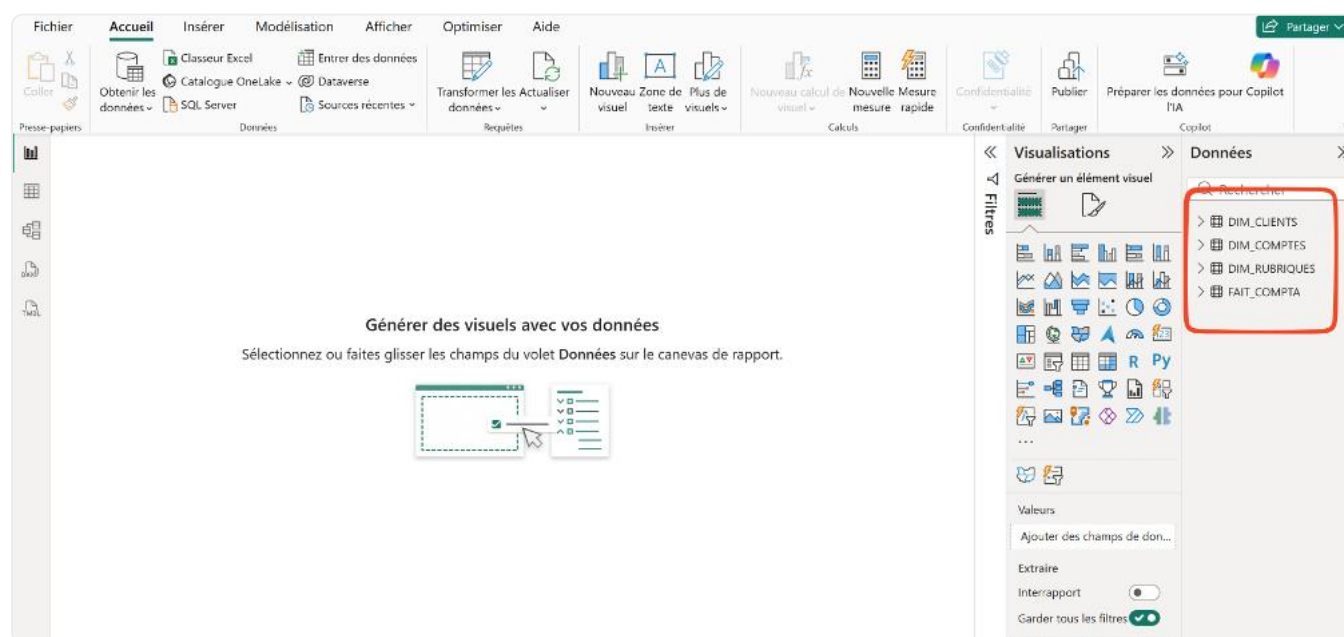 Fichier Accueil Insérer Modélisation Afficher Optimiser Aide Partager
Coller
Presse-papiers
Obtenir les données
Classeur Excel
Catalogue OneLake
SQL Server
Entrer des données
Dataverse
Sources récentes
Données
Transformer les données
Actualiser
Requêtes
Nouveau visuel
Zone de texte
Plus de visuels
Insérer
Nouveau calcul de visuel
Nouvelle mesure
Mesure rapide
Calculs
Confidentialité
Confidentialité
Publier
Partager
Préparer les données pour l'IA
Copilot
Copilot
Filtres
Visualisations
Générer un élément visuel
R Py
...
Valeurs
Ajouter des champs de don...
Extraire
Interrapport
Garder tous les filtres
Données
Rechercher
DIM_CLIENTS
DIM_COMPTES
DIM_RUBRIQUES
FAIT_COMPTA
Générer des visuels avec vos données
Sélectionnez ou faites glisser les champs du volet Données sur le canevas de rapport.